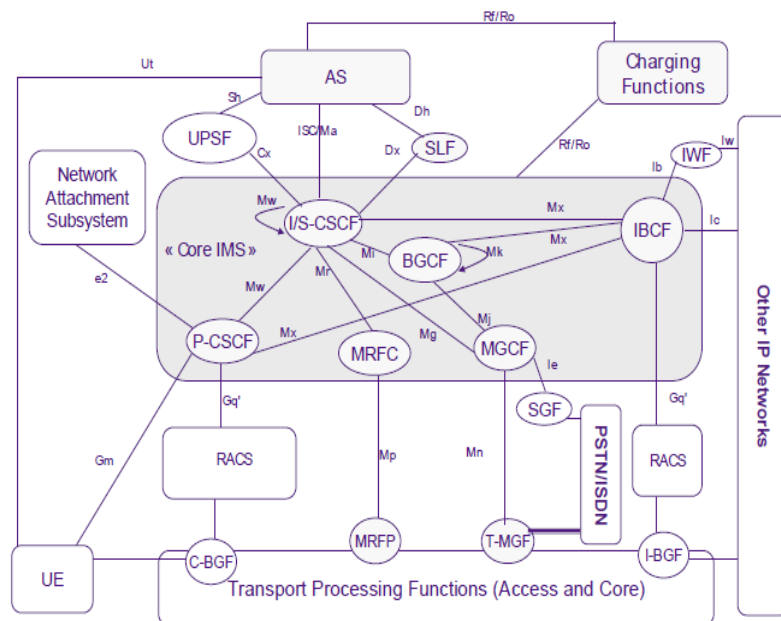 Rf/Ro
Ut
AS
Charging
Functions
Sh
ISC/Ma
Dh
UPSF
SLF
Cx
Dx
Rf/Ro
Iw
IWF
Ib
Network
Attachment
Subsystem
Mw
I/S-CSCF
Mx
IBCF
Ic
« Core IMS »
Mr
Mi
BGCF
Mk
Mx
e2
Mw
Mx
Mg
Mj
P-CSCF
MRFC
MGCF
Ie
Gq'
SGF
Gq'
Other IP Networks
Gm
RACS
Mp
Mn
PSTN/ISDN
RACS
UE
C-BGF
MRFP
T-MGF
I-BGF
Transport Processing Functions (Access and Core)